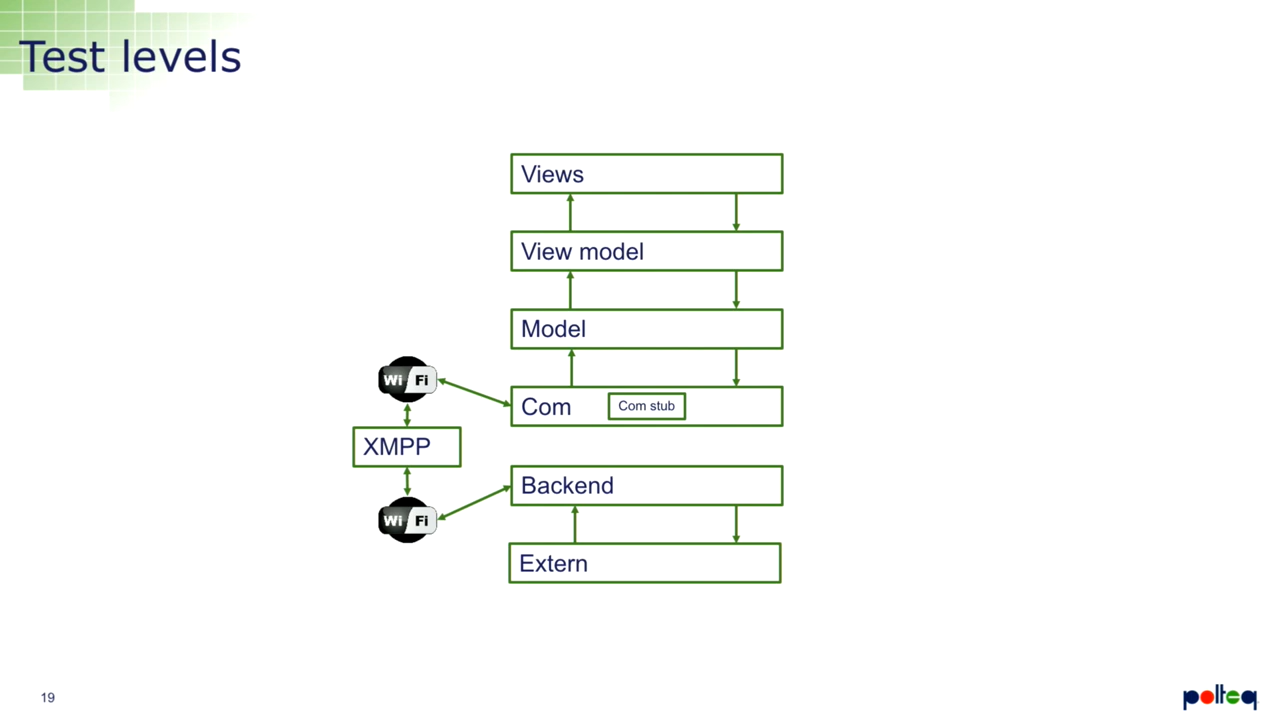 Test levels
Views
View model
Model
Wi Fi
Com
Com stub
XMPP
Backend
Wi Fi
Extern
19
polteq